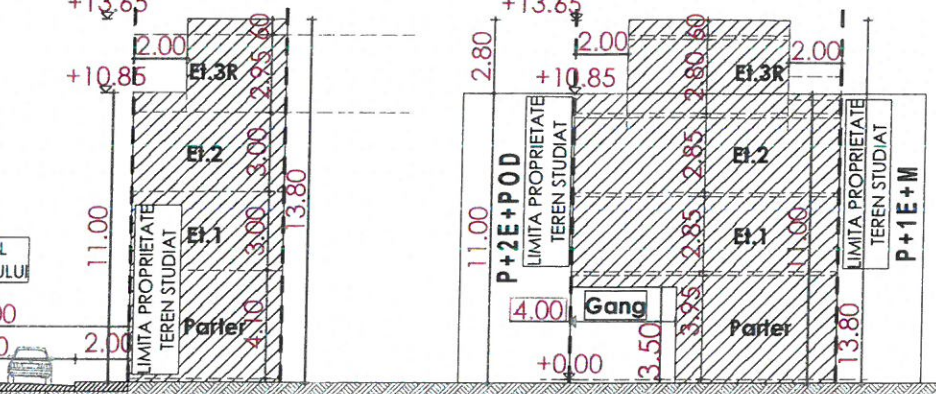 +13.65
2.00
.60
Et.3R
2.95
+10.85
Et.2
3.00
13.80
11.00
LIMITA PROPRIETATE
TEREN STUDIAT
Et.1
3.00
Parter
4.10
2.00
L
ULUI
00
+13.65
2.80
2.00
.60
2.00
+10.85
Et.3R
2.80
P+2E+POD
LIMITA PROPRIETATE
TEREN STUDIAT
2.85
Et.2
LIMITA PROPRIETATE
TEREN STUDIAT
P+1E+M
11.00
2.85
Et.1
11.00
4.00
Gang
3.95
Parter
3.50
13.80
+0.00